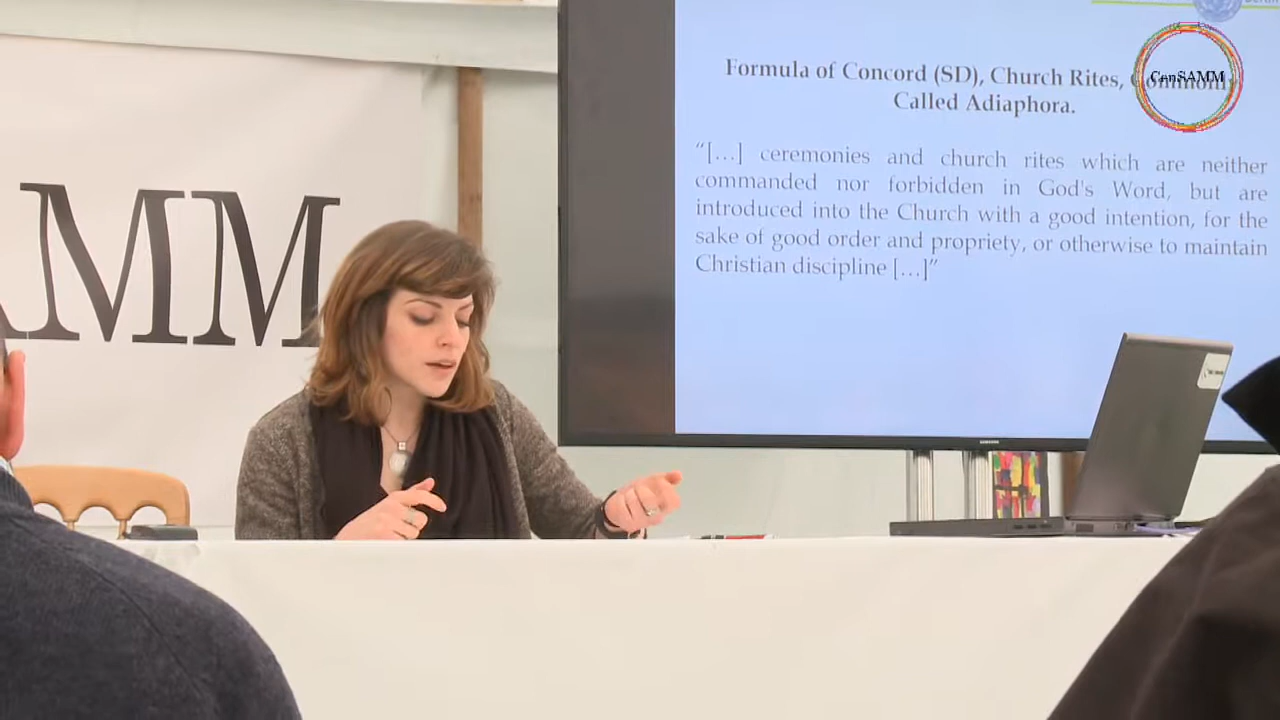 Formula of Concord (SD), Church Rites, Commonly
Called Adiaphora.
CenSAMM
“[…] ceremonies and church rites which are neither
commanded nor forbidden in God's Word, but are
introduced into the Church with a good intention, for the
sake of good order and propriety, or otherwise to maintain
Christian discipline […]”
AMM
SAMSUNG